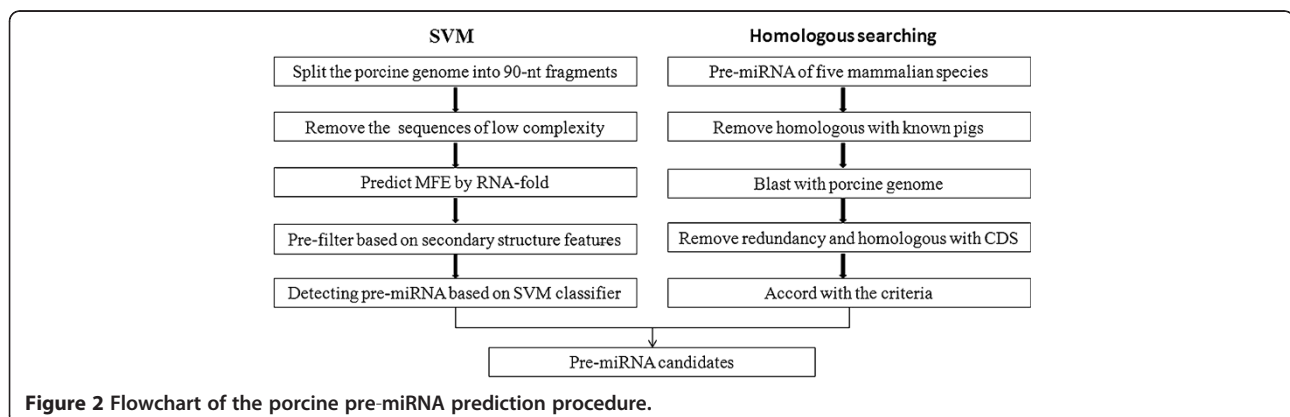 SVM
Split the porcine genome into 90-nt fragments
Remove the sequences of low complexity
Predict MFE by RNA-fold
Pre-filter based on secondary structure features
Detecting pre-miRNA based on SVM classifier
Homologous searching
Pre-miRNA of five mammalian species
Remove homologous with known pigs
Blast with porcine genome
Remove redundancy and homologous with CDS
Accord with the criteria
Pre-miRNA candidates
Figure 2 Flowchart of the porcine pre-miRNA prediction procedure.